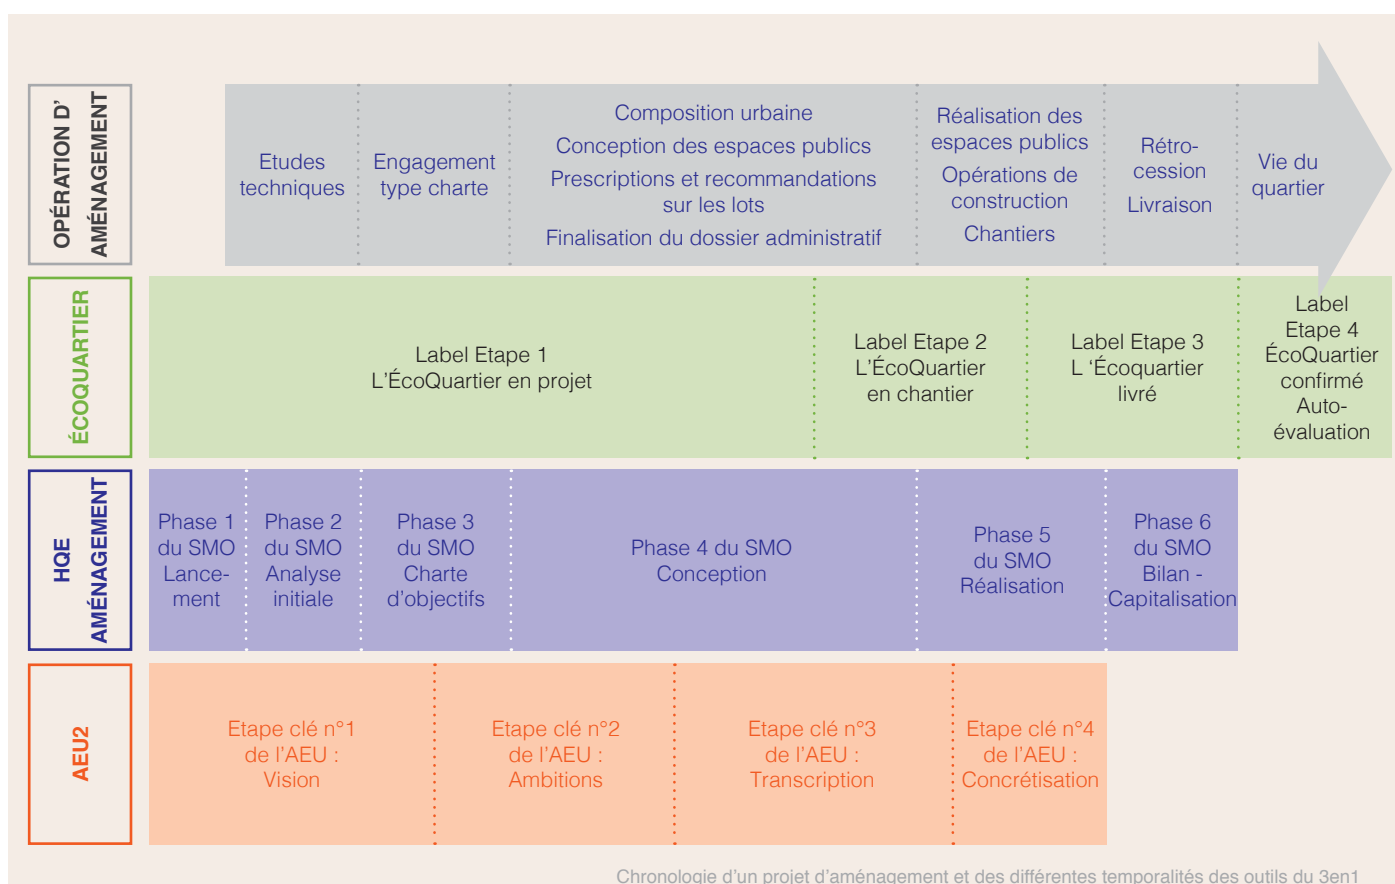 OPÉRATION D'
AMÉNAGEMENT
Etudes
techniques
Engagement
type charte
Composition urbaine
Conception des espaces publics
Prescriptions et recommandations
sur les lots
Finalisation du dossier administratif
Réalisation des
espaces publics
Opérations de
construction
Chantiers
Rétro-
cession
Livraison
Vie du
quartier
ÉCOQUARTIER
Label Etape 1
L'ÉcoQuartier en projet
Label Etape 2
L'ÉcoQuartier
en chantier
Label Etape 3
L 'Écoquartier
livré
Label
Etape 4
ÉcoQuartier
confirmé
Auto-
évaluation
HQE
AMÉNAGEMENT
Phase 1
du SMO
Lance-
ment
Phase 2
du SMO
Analyse
initiale
Phase 3
du SMO
Charte
d'objectifs
Phase 4 du SMO
Conception
Phase 5
du SMO
Réalisation
Phase 6
du SMO
Bilan -
Capitalisation
AEU2
Etape clé n°1
de l'AEU :
Vision
Etape clé n°2
de l'AEU :
Ambitions
Etape clé n°3
de l'AEU :
Transcription
Etape clé n°4
de l'AEU :
Concrétisation
Chronologie d'un projet d'aménagement et des différentes temporalités des outils du 3en1